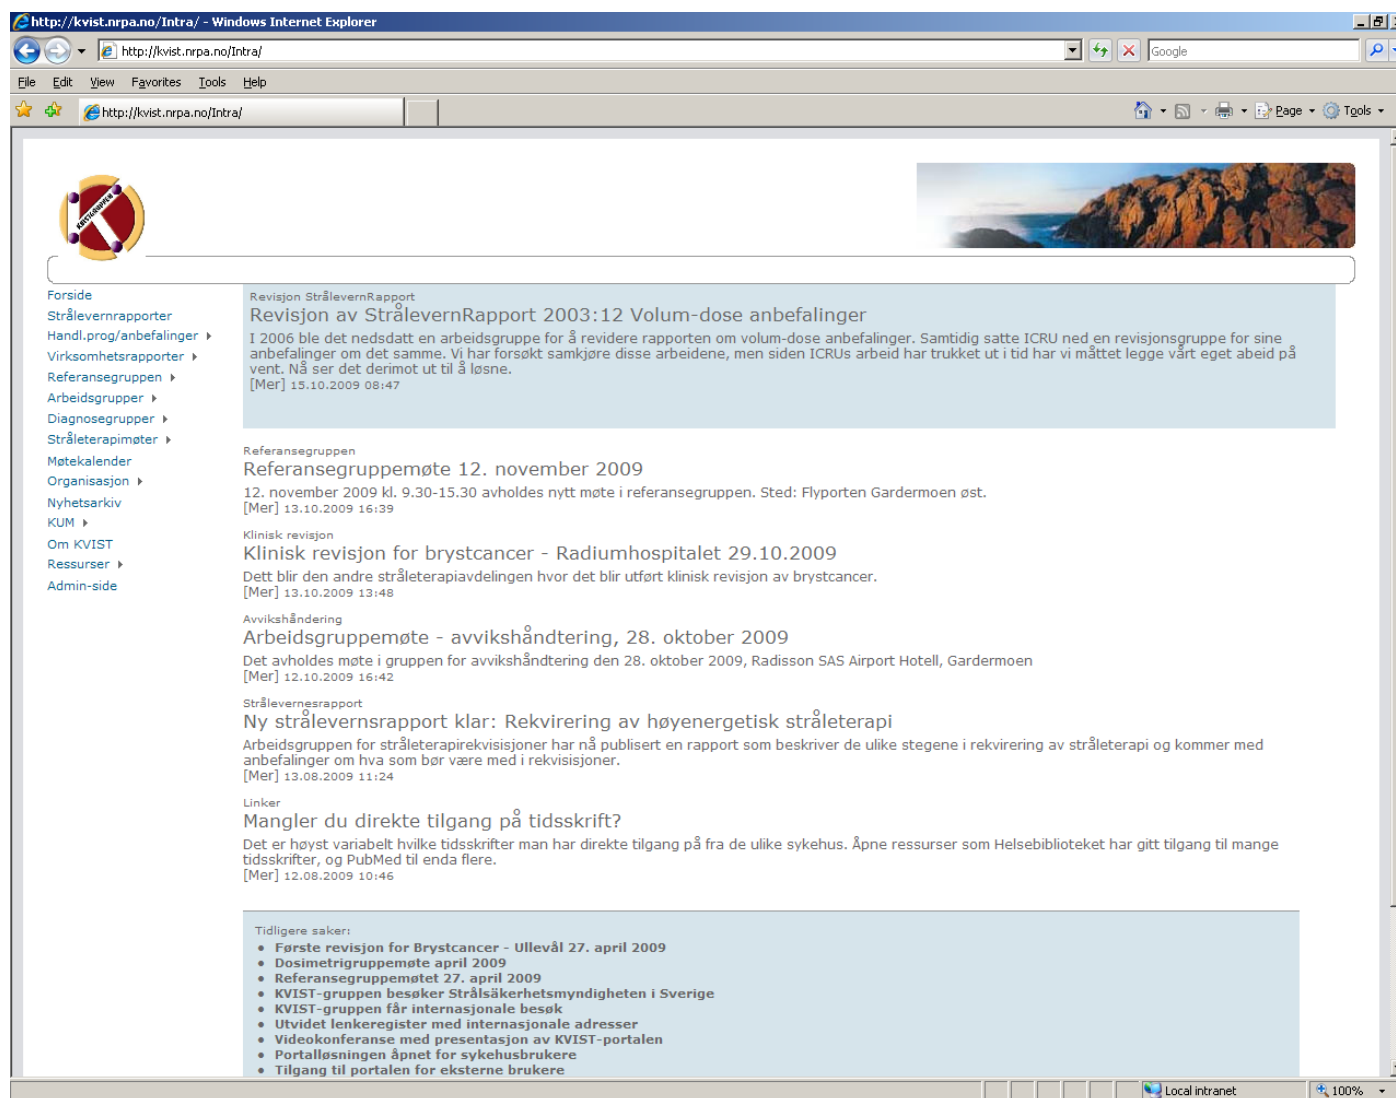 http://kvist.nrpa.no/Intra/ - Windows Internet Explorer
http://kvist.nrpa.no/Intra/
Google
File Edit View Favorites Tools Help
http://kvist.nrpa.no/Intra/
Page Tools
KVISTGRUPPEN
Forside
Strålevernrapporter
Handl.prog/anbefalinger
Virksomhetsrapporter
Referansegruppen
Arbeidsgrupper
Diagnosegrupper
Stråleterapimøter
Møtekalender
Organisasjon
Nyhetsarkiv
KUM
Om KVIST
Ressurser
Admin-side
Revisjon StrålevernRapport
Revisjon av StrålevernRapport 2003:12 Volum-dose anbefalinger
I 2006 ble det nedsdatt en arbeidsgruppe for å revidere rapporten om volum-dose anbefalinger. Samtidig satte ICRU ned en revisjonsgruppe for sine
anbefalinger om det samme. Vi har forsøkt samkjøre disse arbeidene, men siden ICRUs arbeid har trukket ut i tid har vi måttet legge vårt eget abeid på
vent. Nå ser det derimot ut til å løsne.
[Mer] 15.10.2009 08:47
Referansegruppen
Referansegruppemøte 12. november 2009
12. november 2009 kl. 9.30-15.30 avholdes nytt møte i referansegruppen. Sted: Flyporten Gardermoen øst.
[Mer] 13.10.2009 16:39
Klinisk revisjon
Klinisk revisjon for brystcancer - Radiumhospitalet 29.10.2009
Dett blir den andre stråleterapiavdelingen hvor det blir utført klinisk revisjon av brystcancer.
[Mer] 13.10.2009 13:48
Avvikshåndering
Arbeidsgruppemøte - avvikshåndtering, 28. oktober 2009
Det avholdes møte i gruppen for avvikshåndtering den 28. oktober 2009, Radisson SAS Airport Hotell, Gardermoen
[Mer] 12.10.2009 16:42
Strålevernesrapport
Ny strålevernsrapport klar: Rekvirering av høyenergetisk stråleterapi
Arbeidsgruppen for stråleterapirekvisisjoner har nå publisert en rapport som beskriver de ulike stegene i rekvirering av stråleterapi og kommer med
anbefalinger om hva som bør være med i rekvisisjoner.
[Mer] 13.08.2009 11:24
Linker
Mangler du direkte tilgang på tidsskrift?
Det er høyst variabelt hvilke tidsskrifter man har direkte tilgang på fra de ulike sykehus. Åpne ressurser som Helsebiblioteket har gitt tilgang til mange
tidsskrifter, og PubMed til enda flere.
[Mer] 12.08.2009 10:46
Tidligere saker:
• Første revisjon for Brystcancer - Ullevål 27. april 2009
• Dosimetrigruppemøte april 2009
• Referansegruppemøtet 27. april 2009
• KVIST-gruppen besøker Strålsäkerhetsmyndigheten i Sverige
• KVIST-gruppen får internasjonale besøk
• Utvidet lenkeregister med internasjonale adresser
• Videokonferanse med presentasjon av KVIST-portalen
• Portalløsningen åpnet for sykehusbrukere
• Tilgang til portalen for eksterne brukere
Local intranet 100%